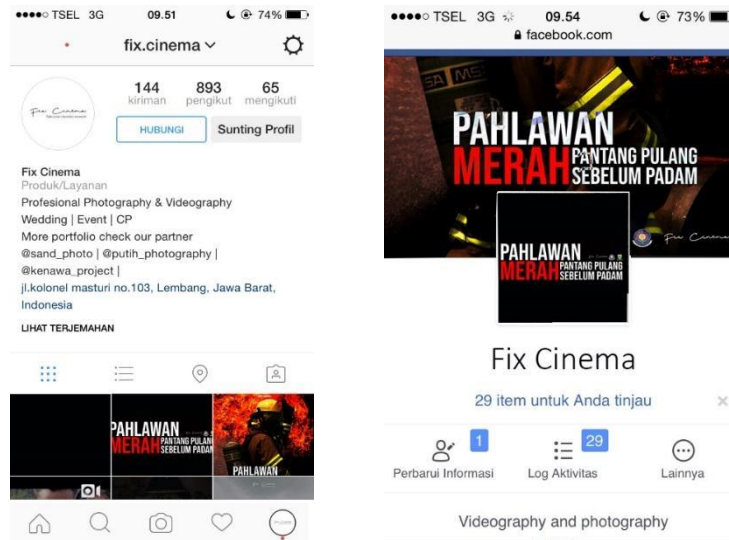 TSEL 3G 09.51 74%
fix.cinema
144 893 65
kiriman pengikut mengikuti
HUBUNGI Sunting Profil
Fix Cinema
Fix Cinema
Produk/Layanan
Profesional Photography & Videography
Wedding | Event | CP
More portfolio check our partner
@sand_photo | @putih_photography |
@kenawa_project |
jl.kolonel masturi no.103, Lembang, Jawa Barat,
Indonesia
LIHAT TERJEMAHAN
PAHLAWAN
MERAH PANTANG PULANG
SEBELUM PADAM
PAHLAWAN
TSEL 3G 09.54 73%
facebook.com
PAHLAWAN
MERAH PANTANG PULANG
SEBELUM PADAM
Fix Cinema
PAHLAWAN
MERAH PANTANG PULANG
SEBELUM PADAM
Fix Cinema
29 item untuk Anda tinjau
1 29
Perbarui Informasi Log Aktivitas Lainnya
Videography and photography